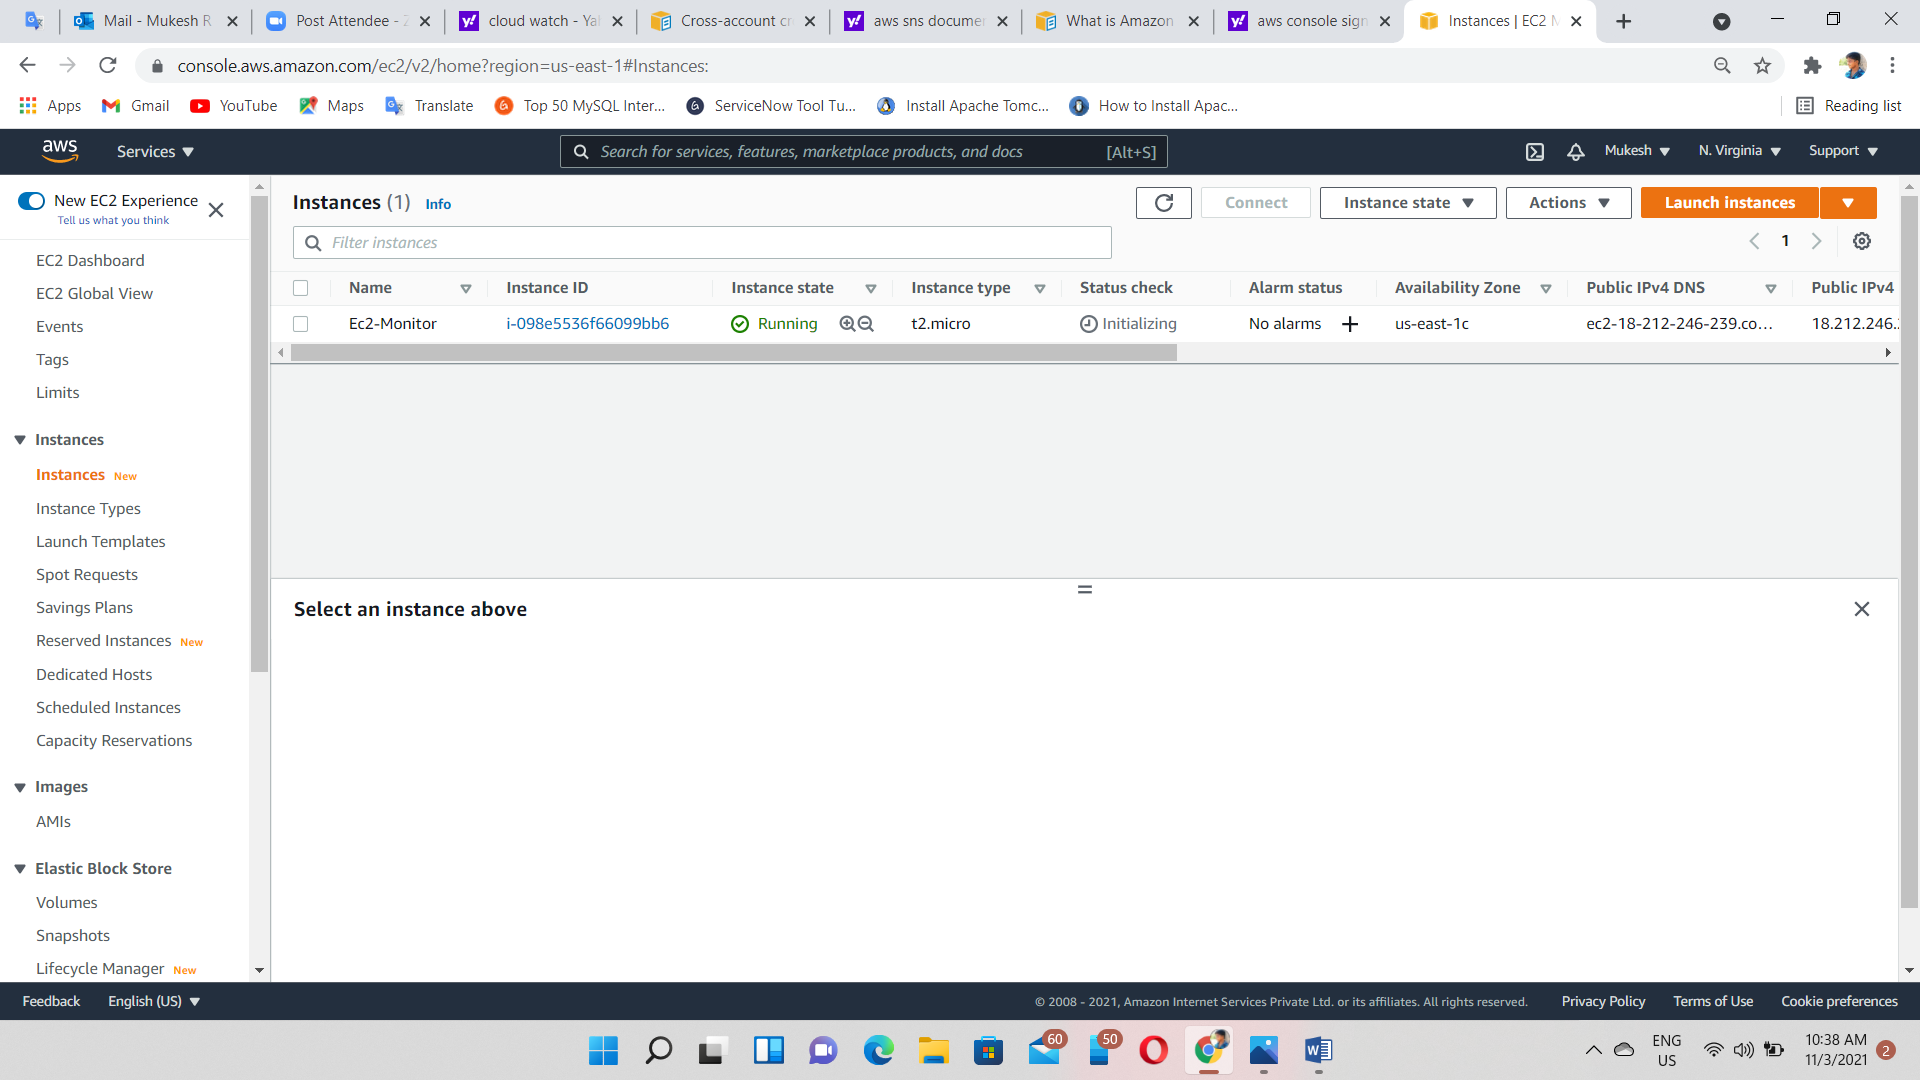 Mail - Mukesh R
Post Attendee - Z
cloud watch - Yah
Cross-account cr
aws sns documen
What is Amazon
aws console sign
Instances | EC2 M
console.aws.amazon.com/ec2/v2/home?region=us-east-1#Instances:
Apps
Gmail
YouTube
Maps
Translate
Top 50 MySQL Inter...
ServiceNow Tool Tu...
Install Apache Tomc...
How to Install Apac...
Reading list
aws
Services
Search for services, features, marketplace products, and docs
[Alt+S]
Mukesh
N. Virginia
Support
New EC2 Experience
Tell us what you think
EC2 Dashboard
EC2 Global View
Events
Tags
Limits
Instances
Instances New
Instance Types
Launch Templates
Spot Requests
Savings Plans
Reserved Instances New
Dedicated Hosts
Scheduled Instances
Capacity Reservations
Images
AMIs
Elastic Block Store
Volumes
Snapshots
Lifecycle Manager New
Instances (1) Info
Connect
Instance state
Actions
Launch instances
Filter instances
1
Name Instance ID Instance state Instance type Status check Alarm status Availability Zone Public IPv4 DNS Public IPv4
Ec2-Monitor i-098e5536f66099bb6 Running t2.micro Initializing No alarms + us-east-1c ec2-18-212-246-239.co... 18.212.246.
Select an instance above
Feedback English (US)
© 2008 - 2021, Amazon Internet Services Private Ltd. or its affiliates. All rights reserved. Privacy Policy Terms of Use Cookie preferences
60
50
ENG
US
10:38 AM
11/3/2021
2